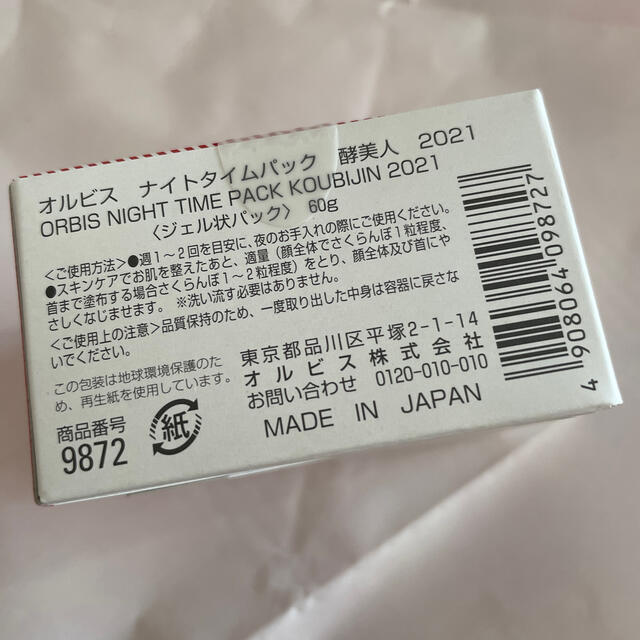 オルビス ナイトタイムパック 酵美人 2021
ORBIS NIGHT TIME PACK KOUBIJIN 2021
〈ジェル状パック〉 60g
＜ご使用方法＞●週1～2回を目安に、夜のお手入れの際にご使用ください。
●スキンケアでお肌を整えたあと、適量（顔全体でさくらんぼ1粒程度、
首まで塗布する場合さくらんぼ1～2粒程度）をとり、顔全体及び首にや
さしくなじませます。 ※洗い流す必要はありません。
＜ご使用上の注意＞品質保持のため、一度取り出した中身は容器に戻さな
いでください。
この包装は地球環境保護のた
め、再生紙を使用しています。
商品番号
9872
紙
東京都品川区平塚2-1-14
オルビス株式会社
お問い合わせ 0120-010-010
MADE IN JAPAN
4 908064 098727